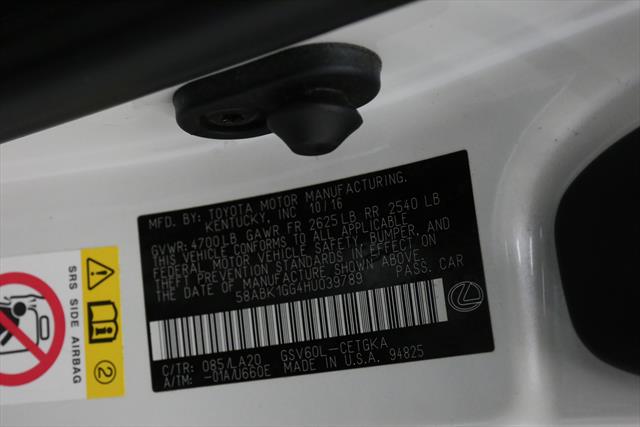 MFD. BY: TOYOTA MOTOR MANUFACTURING,
KENTUCKY, INC 10/16
GVWR: 4700LB GAWR FR 2625LB RR 2540 LB
THIS VEHICLE CONFORMS TO ALL APPLICABLE
FEDERAL MOTOR VEHICLE SAFETY, BUMPER, AND
THEFT PREVENTION STANDARDS IN EFFECT ON
THE DATE OF MANUFACTURE SHOWN ABOVE.
58ABK1GG4HU039789 PASS. CAR
C/TR: 085/LA20 GSV60L-CETGKA
A/TM: -01A/U660E MADE IN U.S.A. 94825
SRS SIDE AIRBAG
2